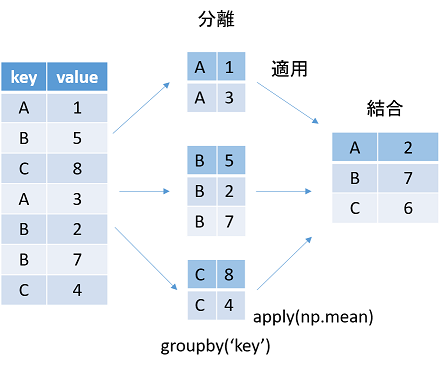 分離
key value
A 1
B 5
C 8
A 3
B 2
B 7
C 4
A 1
A 3
適用
B 5
B 2
B 7
C 8
C 4
groupby(‘key’)
apply(np.mean)
結合
A 2
B 7
C 6